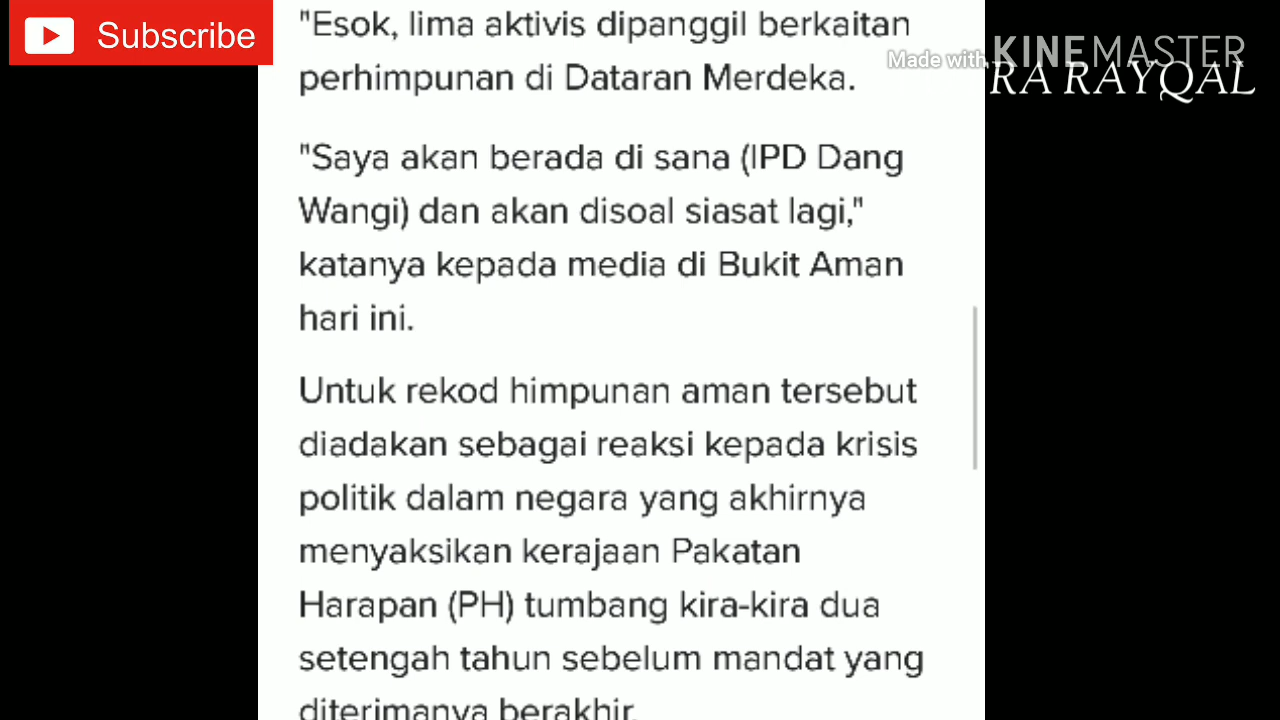 Subscribe
"Esok, lima aktivis dipanggil berkaitan
perhimpunan di Dataran Merdeka.
Made with KINEMASTER
RA RAYQAL
"Saya akan berada di sana (IPD Dang
Wangi) dan akan disoal siasat lagi,"
katanya kepada media di Bukit Aman
hari ini.
Untuk rekod himpunan aman tersebut
diadakan sebagai reaksi kepada krisis
politik dalam negara yang akhirnya
menyaksikan kerajaan Pakatan
Harapan (PH) tumbang kira-kira dua
setengah tahun sebelum mandat yang
diterimanya berakhir.